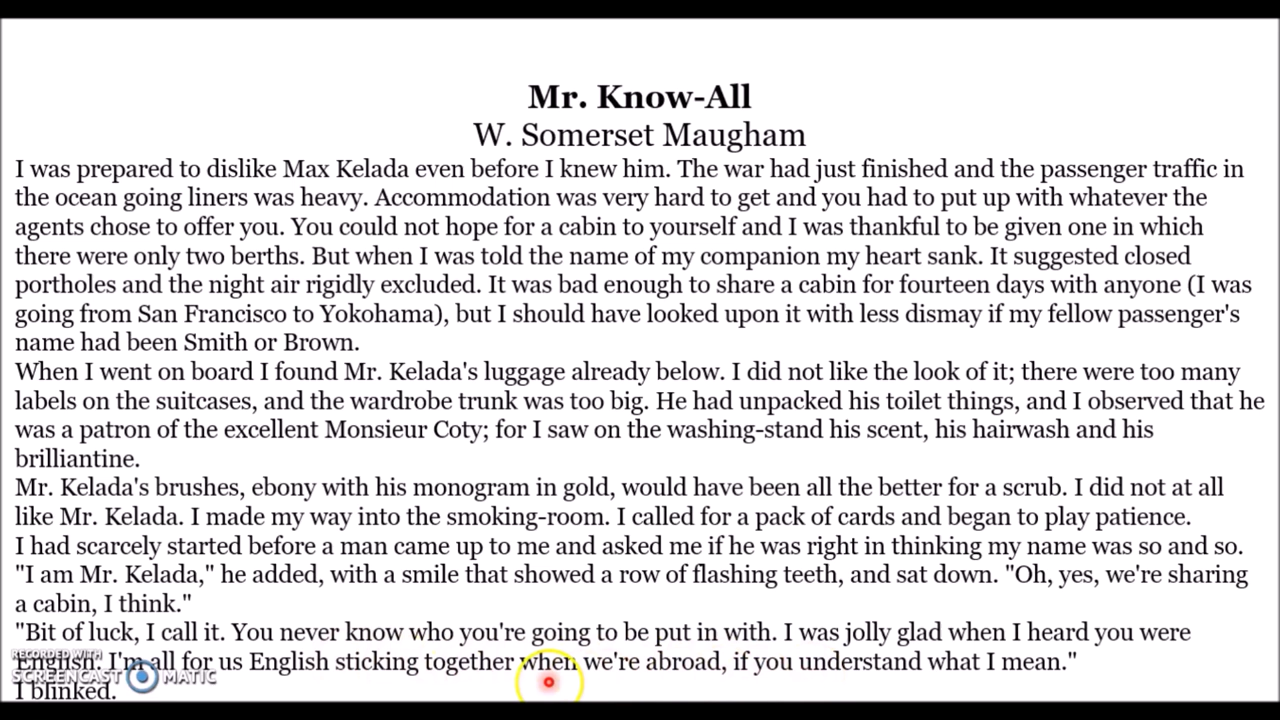 Mr. Know-All
W. Somerset Maugham
I was prepared to dislike Max Kelada even before I knew him. The war had just finished and the passenger traffic in
the ocean going liners was heavy. Accommodation was very hard to get and you had to put up with whatever the
agents chose to offer you. You could not hope for a cabin to yourself and I was thankful to be given one in which
there were only two berths. But when I was told the name of my companion my heart sank. It suggested closed
portholes and the night air rigidly excluded. It was bad enough to share a cabin for fourteen days with anyone (I was
going from San Francisco to Yokohama), but I should have looked upon it with less dismay if my fellow passenger's
name had been Smith or Brown.
When I went on board I found Mr. Kelada's luggage already below. I did not like the look of it; there were too many
labels on the suitcases, and the wardrobe trunk was too big. He had unpacked his toilet things, and I observed that he
was a patron of the excellent Monsieur Coty; for I saw on the washing-stand his scent, his hairwash and his
brilliantine.
Mr. Kelada's brushes, ebony with his monogram in gold, would have been all the better for a scrub. I did not at all
like Mr. Kelada. I made my way into the smoking-room. I called for a pack of cards and began to play patience.
I had scarcely started before a man came up to me and asked me if he was right in thinking my name was so and so.
"I am Mr. Kelada," he added, with a smile that showed a row of flashing teeth, and sat down. "Oh, yes, we're sharing
a cabin, I think."
"Bit of luck, I call it. You never know who you're going to be put in with. I was jolly glad when I heard you were
English. I'm all for us English sticking together when we're abroad, if you understand what I mean."
I blinked.
RECORDED WITH
SCREENCAST MATIC